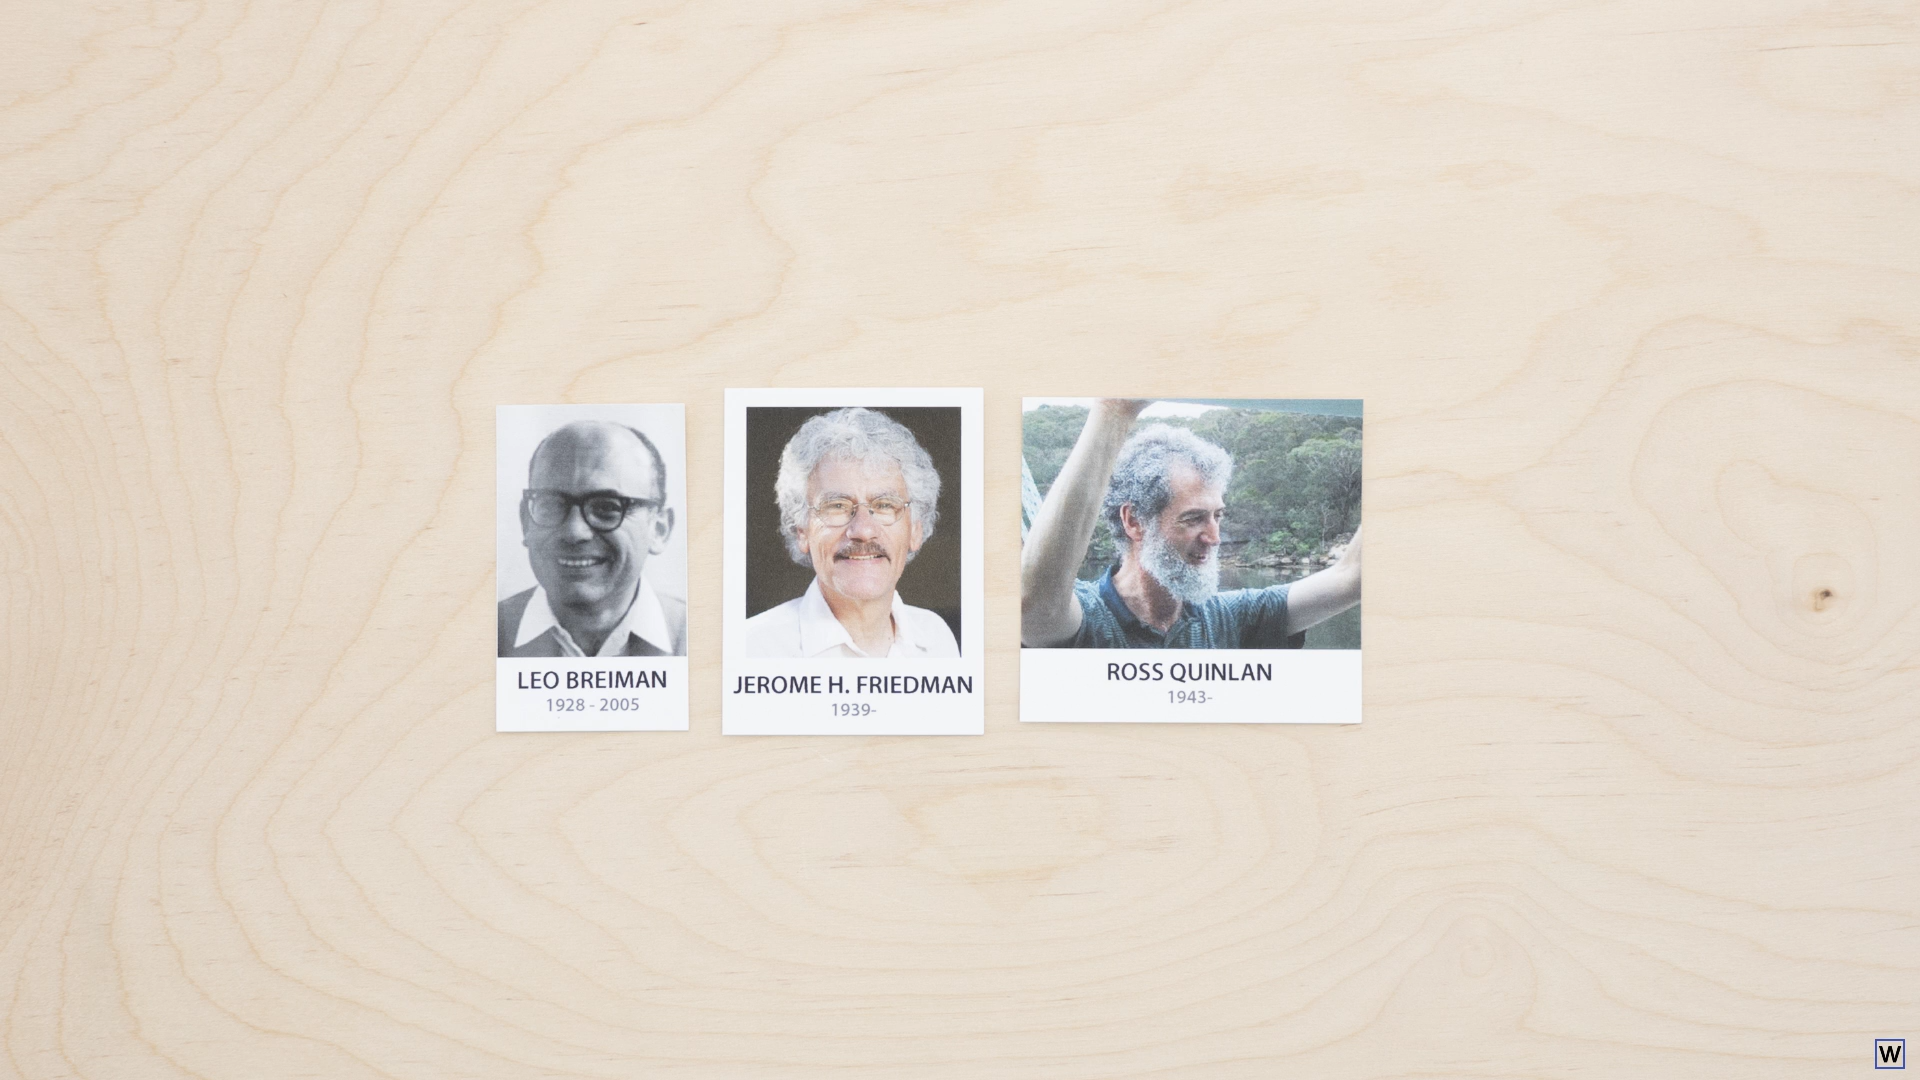 LEO BREIMAN
1928 - 2005
JEROME H. FRIEDMAN
1939-
ROSS QUINLAN
1943-
W